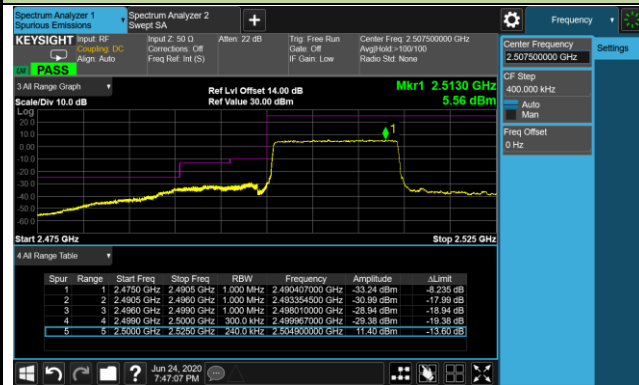 Spectrum Analyzer 1
Spurious Emissions
Spectrum Analyzer 2
Swept SA
Frequency
KEYSIGHT
Input: RF
Coupling: DC
Align: Auto
Input Z: 50 Ω
Corrections: Off
Freq Ref: Int (S)
Atten: 22 dB
Trig: Free Run
Gate: Off
IF Gain: Low
Center Freq: 2.507500000 GHz
Avg|Hold >100/100
Radio Std: None
PASS
3 All Range Graph
Scale/Div 10.0 dB
Ref Lvl Offset 14.00 dB
Ref Value 30.00 dBm
Mkr1 2.5130 GHz
5.56 dBm
Log
20.0
10.0
0.00
-10.0
-20.0
-30.0
-40.0
-50.0
-60.0
1
Start 2.475 GHz
Stop 2.525 GHz
4 All Range Table
Spur Range Start Freq Stop Freq RBW Frequency Amplitude ΔLimit
1 1 2.4750 GHz 2.4905 GHz 1.000 MHz 2.490407000 GHz -33.24 dBm -8.235 dB
2 2 2.4905 GHz 2.4960 GHz 1.000 MHz 2.493354500 GHz -30.99 dBm -17.99 dB
3 3 2.4960 GHz 2.4990 GHz 1.000 MHz 2.498010000 GHz -28.94 dBm -18.94 dB
4 4 2.4990 GHz 2.5000 GHz 300.0 kHz 2.499967000 GHz -29.38 dBm -19.38 dB
5 5 2.5000 GHz 2.5250 GHz 240.0 kHz 2.504900000 GHz 11.40 dBm -13.60 dB
Center Frequency
2.507500000 GHz
Settings
CF Step
400.000 kHz
Auto
Man
Freq Offset
0 Hz
?
Jun 24, 2020
7:47:07 PM